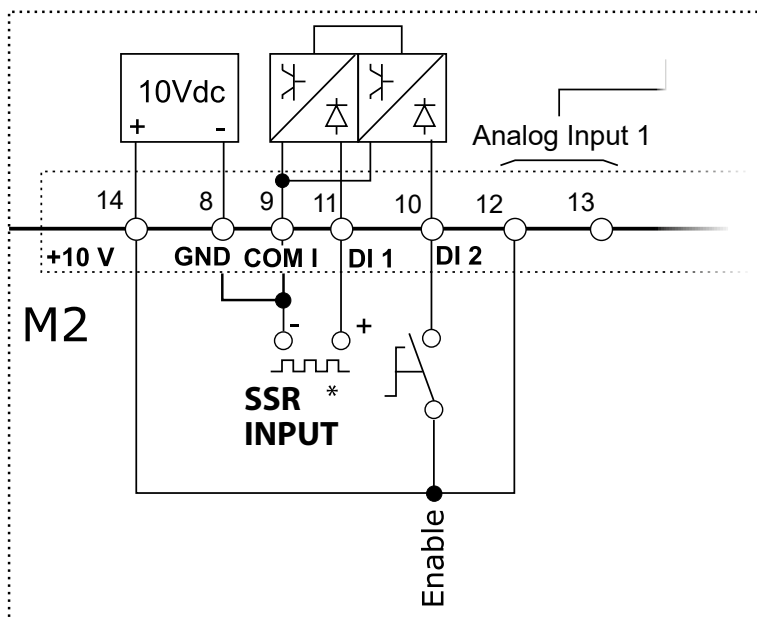 10Vdc
+ -
Analog Input 1
14 8 9 11 10 12 13
+10 V GND COM I DI 1 DI 2
M2
- +
SSR *
INPUT
Enable